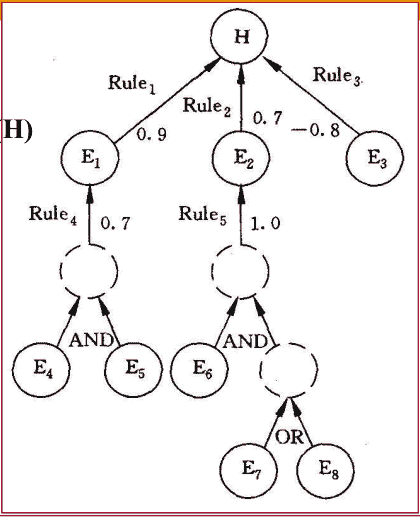 H
Rule₁
Rule₂
Rule₃
H)
0.9
0.7
-0.8
E₁
E₂
E₃
Rule₄
0.7
Rule₅
1.0
AND
AND
E₄
E₅
E₆
OR
E₇
E₈